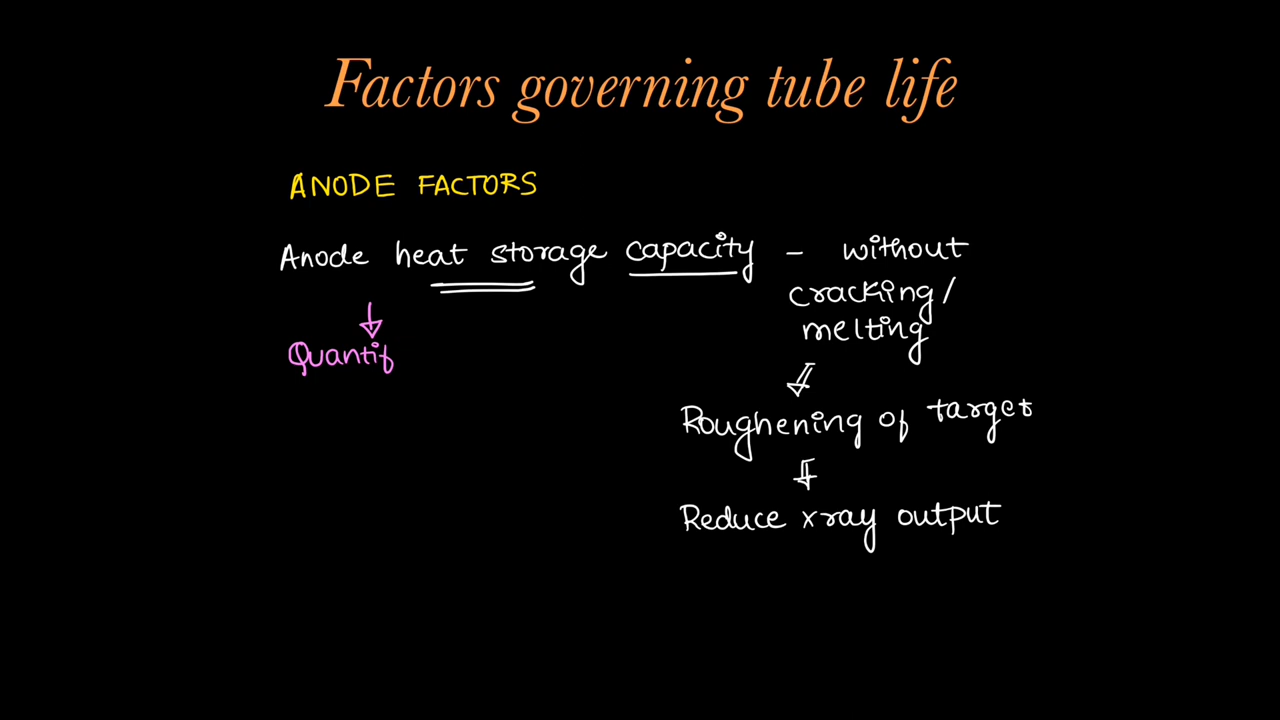 Factors governing tube life
ANODE FACTORS
Anode heat storage capacity - without
cracking/
melting
Quantif
Roughening of target
Reduce xray output